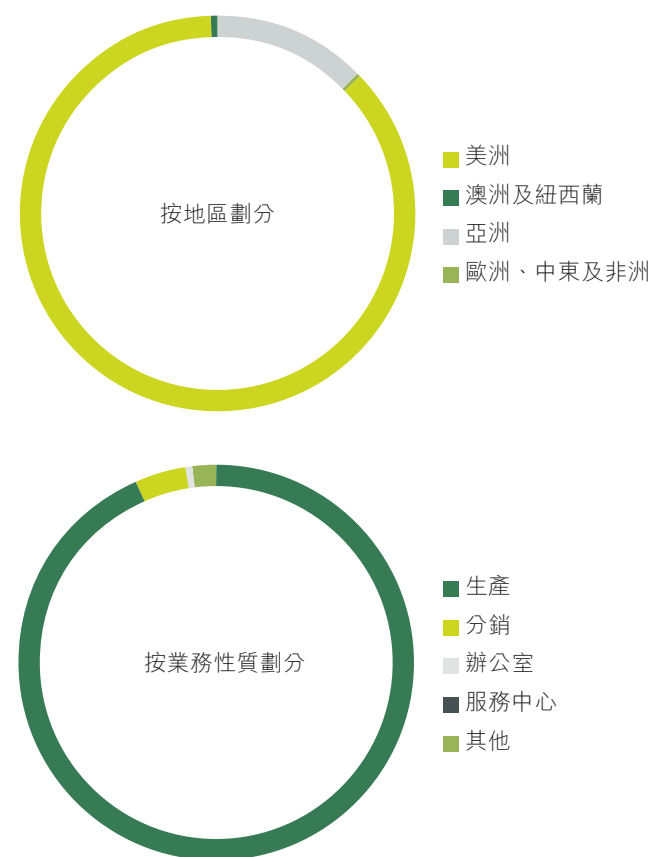 按地區劃分
美洲
澳洲及紐西蘭
亞洲
歐洲、中東及非洲
按業務性質劃分
生產
分銷
辦公室
服務中心
其他